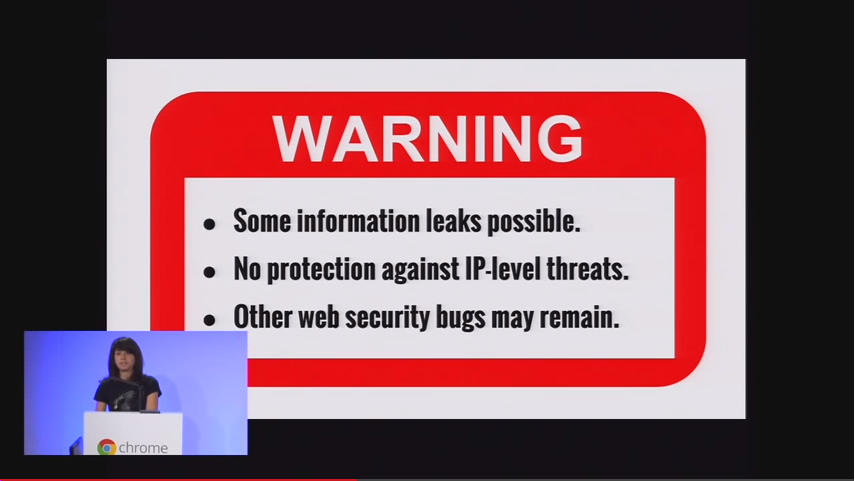 WARNING
● Some information leaks possible.
● No protection against IP-level threats.
● Other web security bugs may remain.
chrome